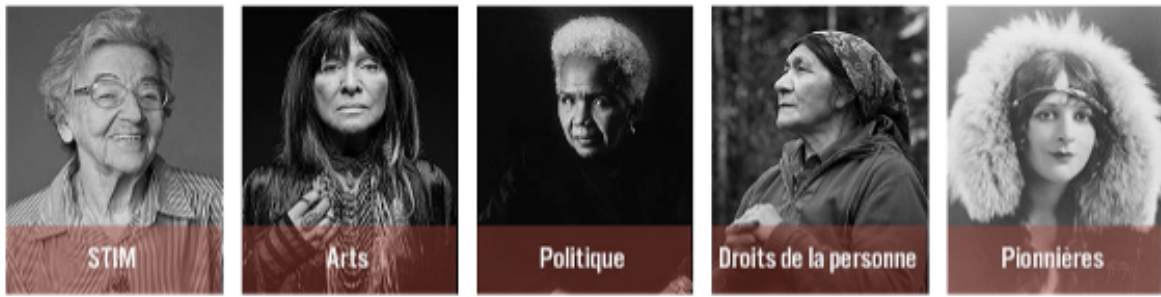 STIM
Arts
Politique
Droits de la personne
Pionnières